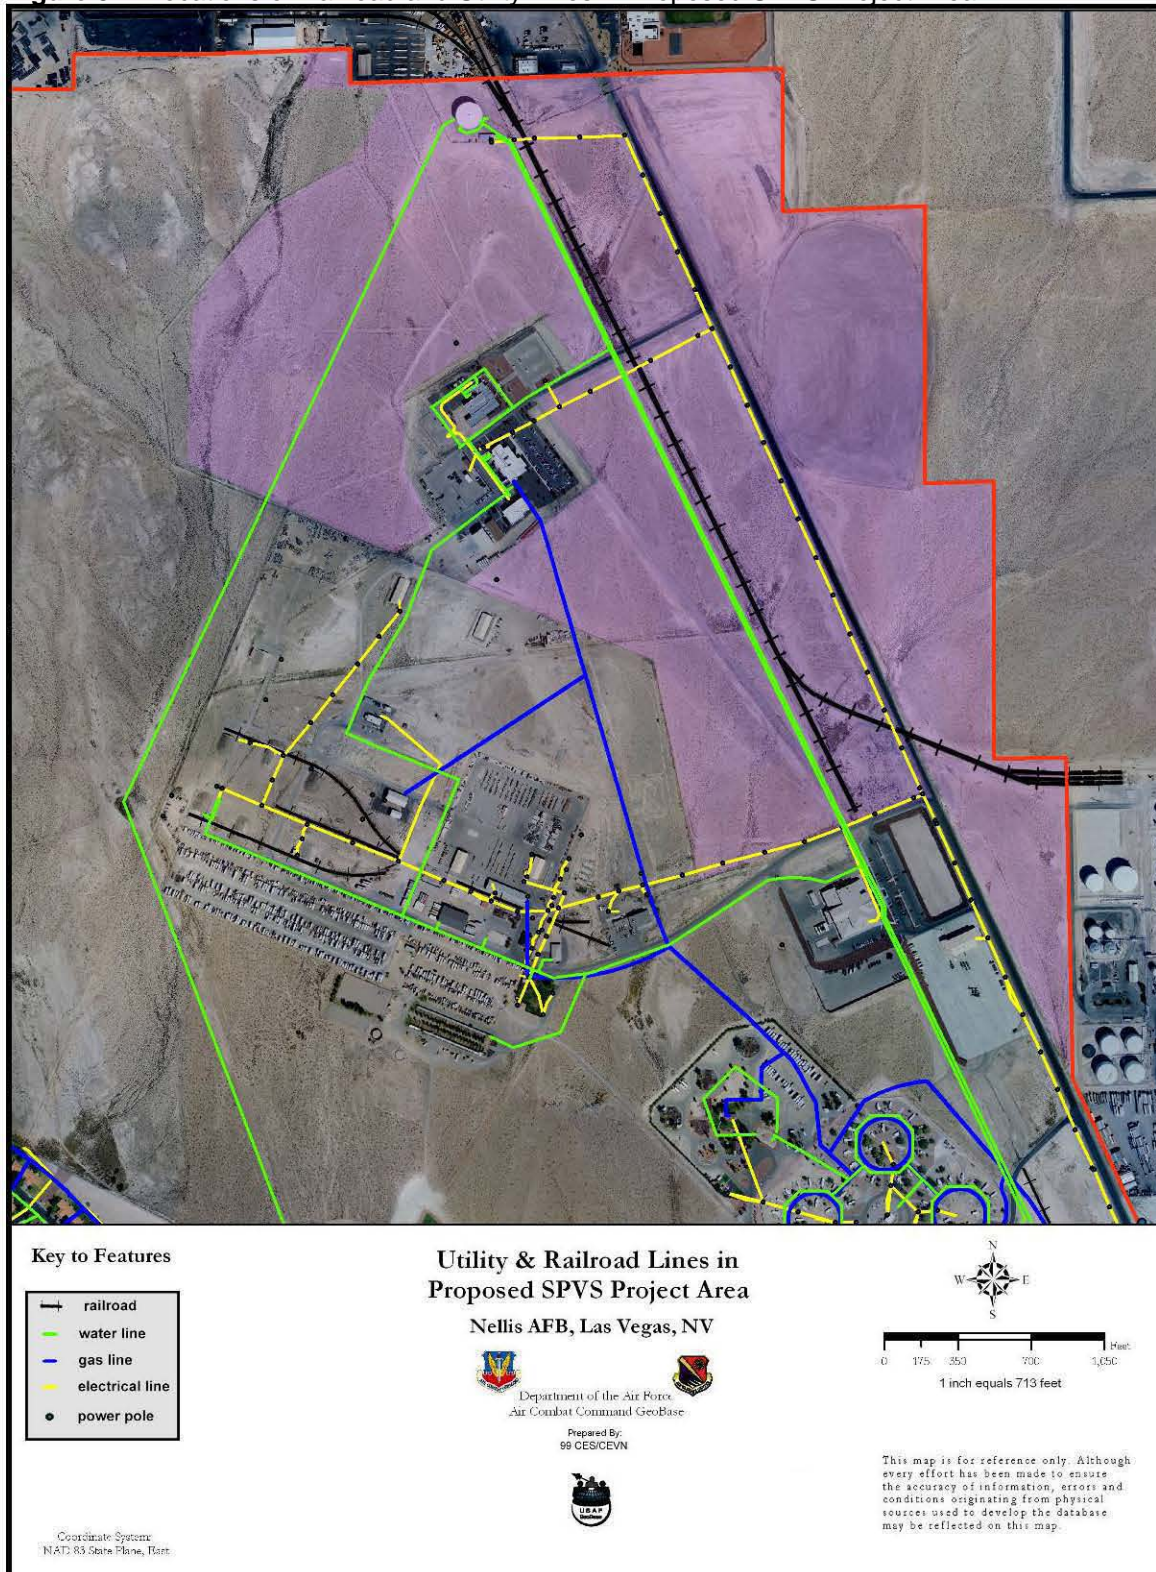 Key to Features
railroad
water line
gas line
electrical line
power pole
Coordinate System:
NAD 83 State Plane, East
Utility & Railroad Lines in
Proposed SPVS Project Area
Nellis AFB, Las Vegas, NV
Department of the Air Force
Air Combat Command GeoBase
Prepared By:
99 CES/CEVN
USAF
N
W E
S
0 175 350 700 1,050
Feet
1 inch equals 713 feet
This map is for reference only. Although
every effort has been made to ensure
the accuracy of information, errors and
conditions originating from physical
sources used to develop the database
may be reflected on this map.